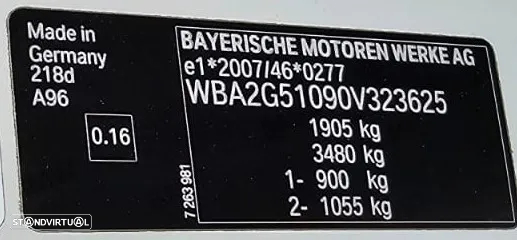 Made in
Germany
218d
A96
0.16
7 263 981
BAYERISCHE MOTOREN WERKE AG
e1*2007/46*0277
WBA2G51090V323625
1905 kg
3480 kg
1- 900 kg
2- 1055 kg
STANDVIRTUAL